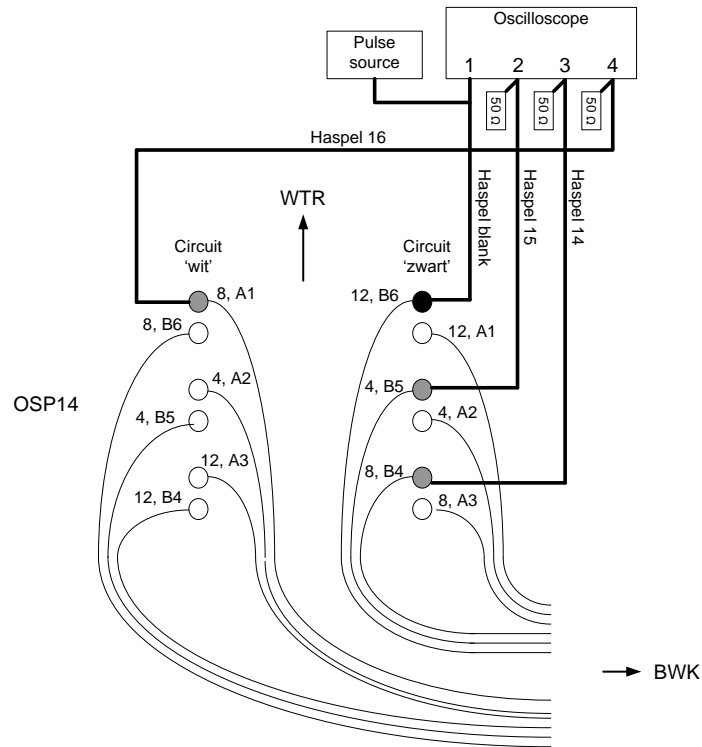 Oscilloscope
Pulse
source
1 2 3 4
50 Ω
50 Ω
50 Ω
Haspel 16
Haspel blank
Haspel 15
Haspel 14
WTR
Circuit
'wit'
Circuit
'zwart'
8, A1
12, B6
8, B6
12, A1
4, A2
4, B5
OSP14
4, B5
4, A2
12, A3
8, B4
12, B4
8, A3
BWK